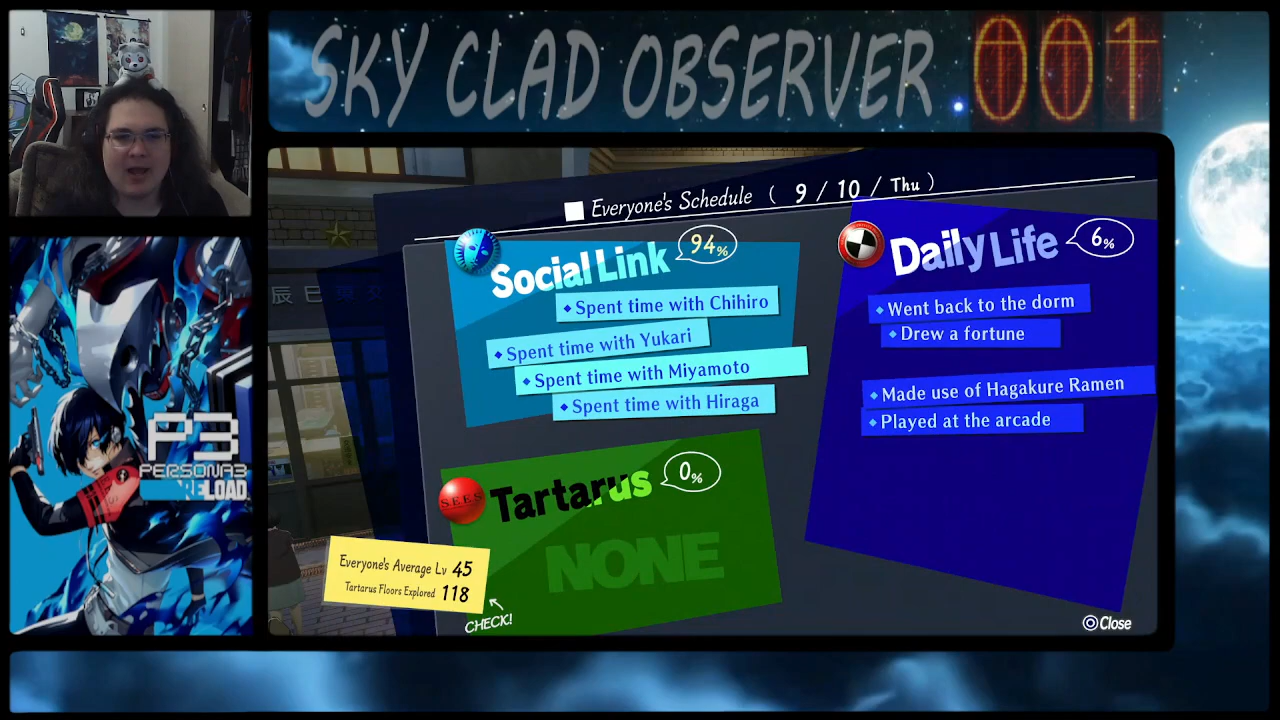 SKY CLAD OBSERVER 001
Everyone's Schedule ( 9 / 10 / Thu )
Social Link 94%
Spent time with Chihiro
Spent time with Yukari
Spent time with Miyamoto
Spent time with Hiraga
Daily Life 6%
Went back to the dorm
Drew a fortune
Made use of Hagakure Ramen
Played at the arcade
S.E.E.S
Tartarus 0%
NONE
Everyone's Average Lv 45
Tartarus Floors Explored 118
CHECK!
Close
P3
PERSONA3
RELOAD